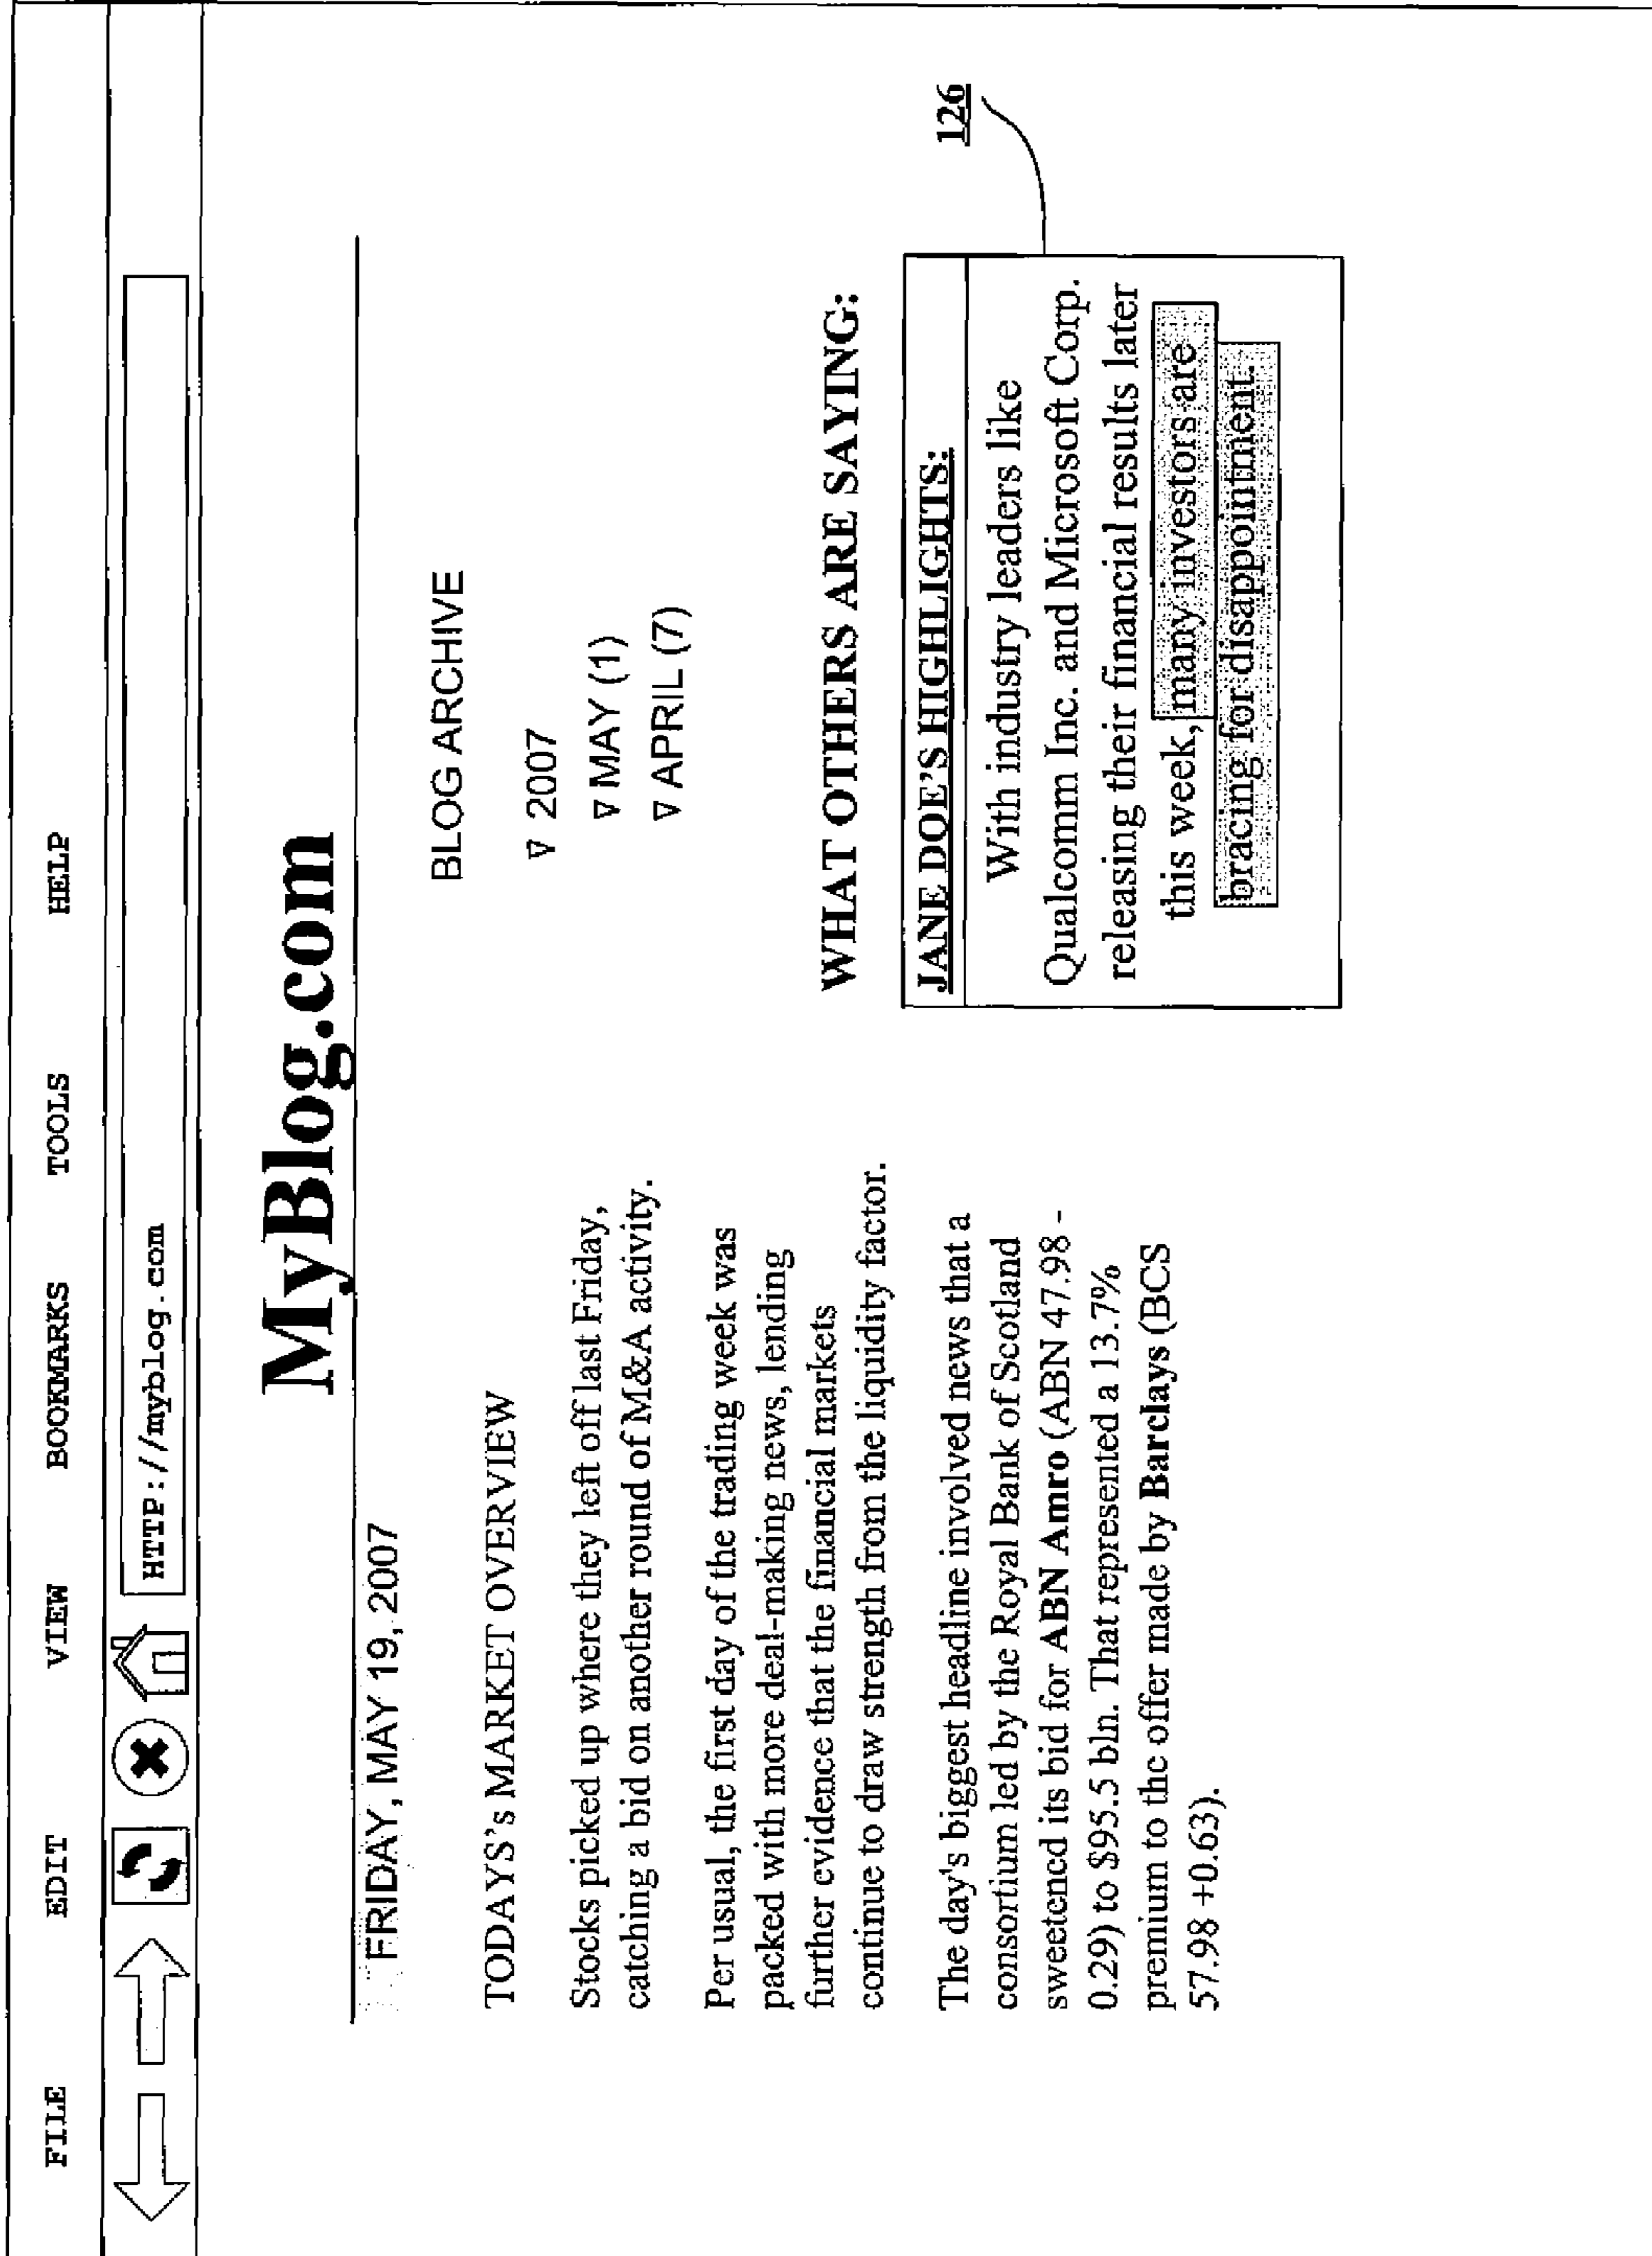 FILE EDIT VIEW BOOKMARKS TOOLS HELP
HTTP://myblog.com
MyBlog.com
FRIDAY, MAY 19, 2007
TODAY's MARKET OVERVIEW
Stocks picked up where they left off last Friday,
catching a bid on another round of M&A activity.
Per usual, the first day of the trading week was
packed with more deal-making news, lending
further evidence that the financial markets
continue to draw strength from the liquidity factor.
The day's biggest headline involved news that a
consortium led by the Royal Bank of Scotland
sweetened its bid for ABN Amro (ABN 47.98 -
0.29) to $95.5 bln. That represented a 13.7%
premium to the offer made by Barclays (BCS
57.98 +0.63).
BLOG ARCHIVE
∇ 2007
∇ MAY (1)
∇ APRIL (7)
WHAT OTHERS ARE SAYING:
JANE DOE'S HIGHLIGHTS:
With industry leaders like
Qualcomm Inc. and Microsoft Corp.
releasing their financial results later
this week, many investors are
bracing for disappointment.
126